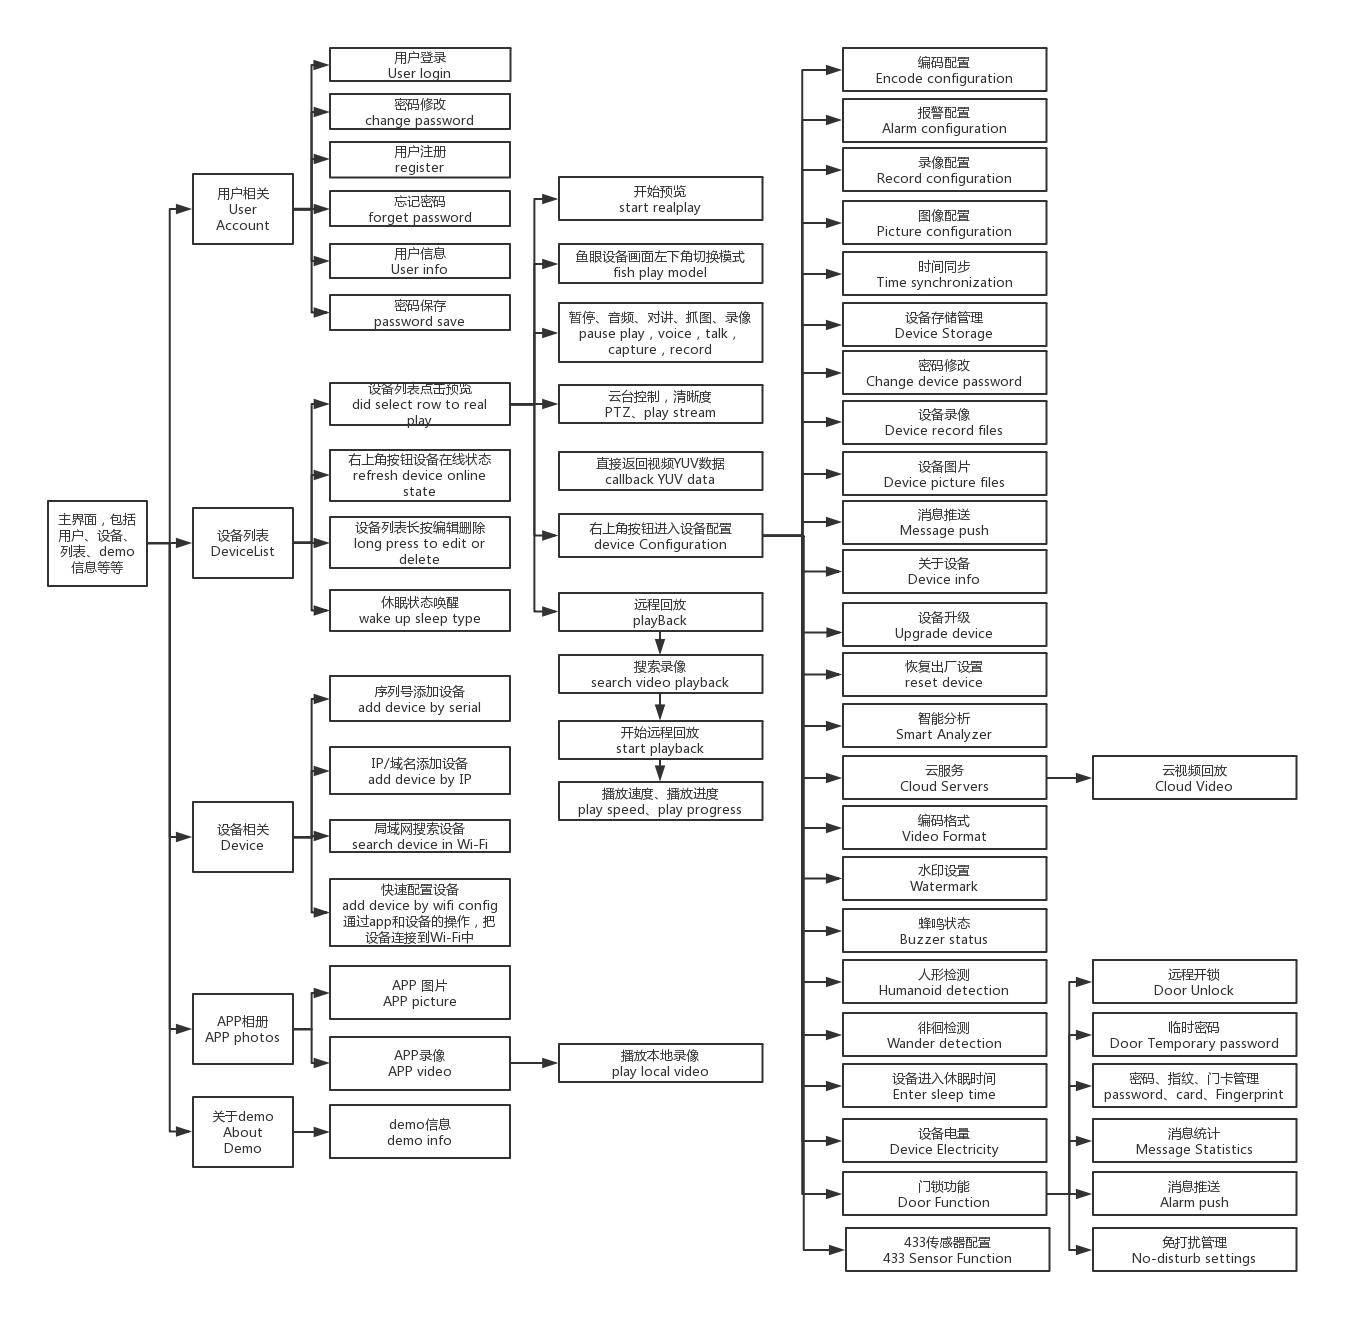 主界面，包括
用户、设备、
列表、demo
信息等等
用户相关
User
Account
设备列表
DeviceList
设备相关
Device
APP相册
APP photos
关于demo
About
Demo
用户登录
User login
密码修改
change password
用户注册
register
忘记密码
forget password
用户信息
User info
密码保存
password save
设备列表点击预览
did select row to real
play
右上角按钮设备在线状态
refresh device online
state
设备列表长按编辑删除
long press to edit or
delete
休眠状态唤醒
wake up sleep type
序列号添加设备
add device by serial
IP/域名添加设备
add device by IP
局域网搜索设备
search device in Wi-Fi
快速配置设备
add device by wifi config
通过app和设备的操作，把
设备连接到Wi-Fi中
APP 图片
APP picture
APP录像
APP video
demo信息
demo info
开始预览
start realplay
鱼眼设备画面左下角切换模式
fish play model
暂停、音频、对讲、抓图、录像
pause play，voice，talk，
capture，record
云台控制，清晰度
PTZ、play stream
直接返回视频YUV数据
callback YUV data
右上角按钮进入设备配置
device Configuration
远程回放
playBack
搜索录像
search video playback
开始远程回放
start playback
播放速度、播放进度
play speed、play progress
播放本地录像
play local video
编码配置
Encode configuration
报警配置
Alarm configuration
录像配置
Record configuration
图像配置
Picture configuration
时间同步
Time synchronization
设备存储管理
Device Storage
密码修改
Change device password
设备录像
Device record files
设备图片
Device picture files
消息推送
Message push
关于设备
Device info
设备升级
Upgrade device
恢复出厂设置
reset device
智能分析
Smart Analyzer
云服务
Cloud Servers
编码格式
Video Format
水印设置
Watermark
蜂鸣状态
Buzzer status
人形检测
Humanoid detection
徘徊检测
Wander detection
设备进入休眠时间
Enter sleep time
设备电量
Device Electricity
门锁功能
Door Function
433传感器配置
433 Sensor Function
云视频回放
Cloud Video
远程开锁
Door Unlock
临时密码
Door Temporary password
密码、指纹、门卡管理
password、card、Fingerprint
消息统计
Message Statistics
消息推送
Alarm push
免打扰管理
No-disturb settings